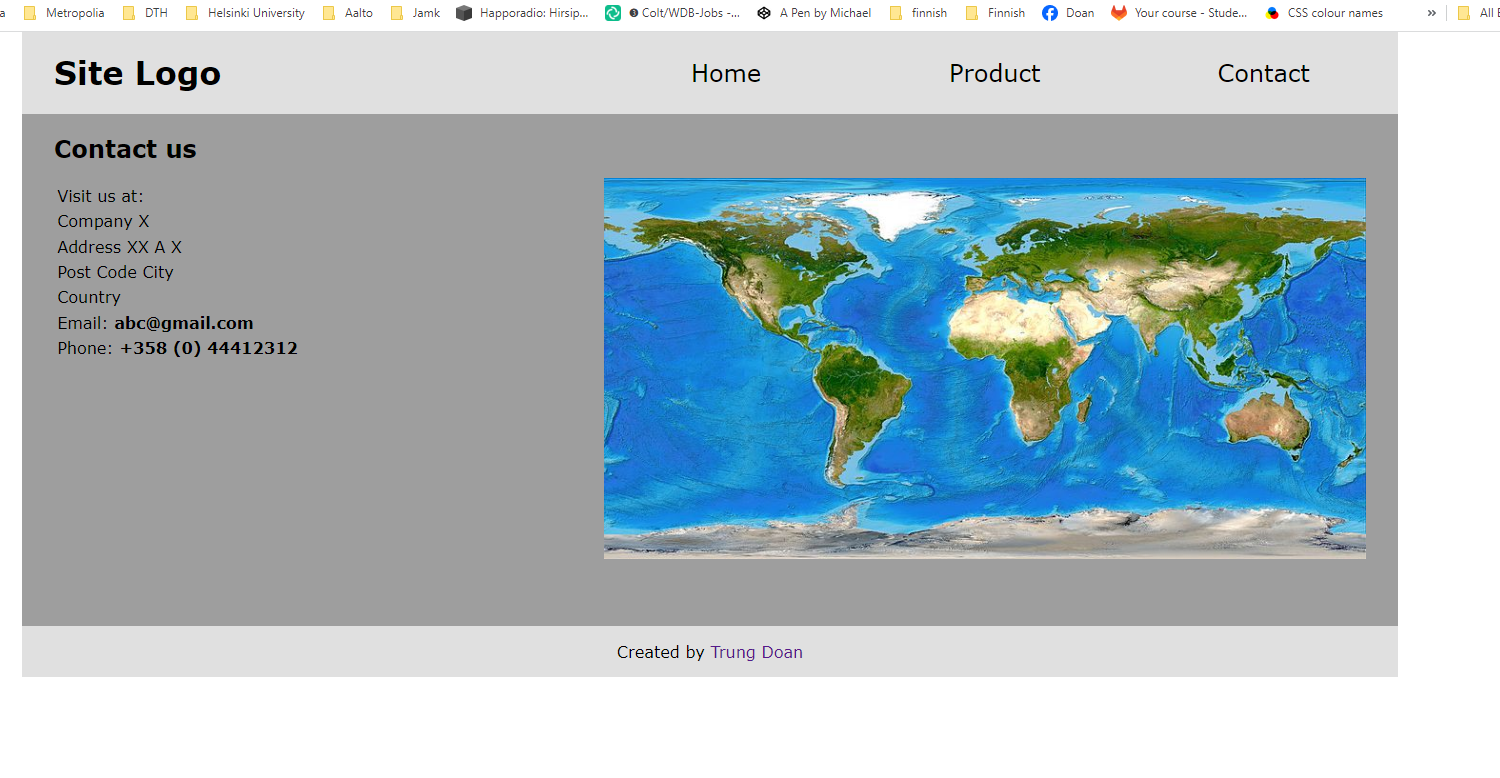 a Metropolia DTH Helsinki University Aalto Jamk Happoradio: Hirsip... Colt/WDB-Jobs -... A Pen by Michael finnish Finnish Doan Your course - Stude... CSS colour names » All
Site Logo Home Product Contact
Contact us
Visit us at:
Company X
Address XX A X
Post Code City
Country
Email: abc@gmail.com
Phone: +358 (0) 44412312
Created by Trung Doan